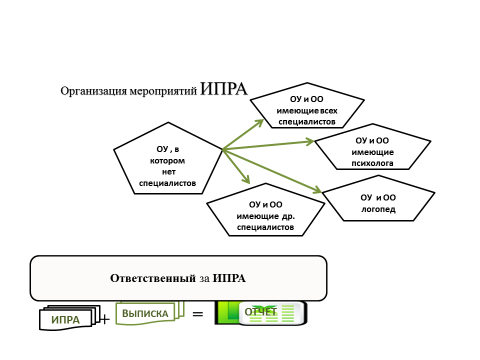 Организация мероприятий ИПРА
ОУ и ОО
имеющие всех
специалистов
ОУ , в
котором
нет
специалистов
ОУ и ОО
имеющие
психолога
ОУ и ОО
имеющие др.
специалистов
ОУ и ОО
логопед
Ответственный за ИПРА
ИПРА
+
Выписка
=
ОТЧЕТ